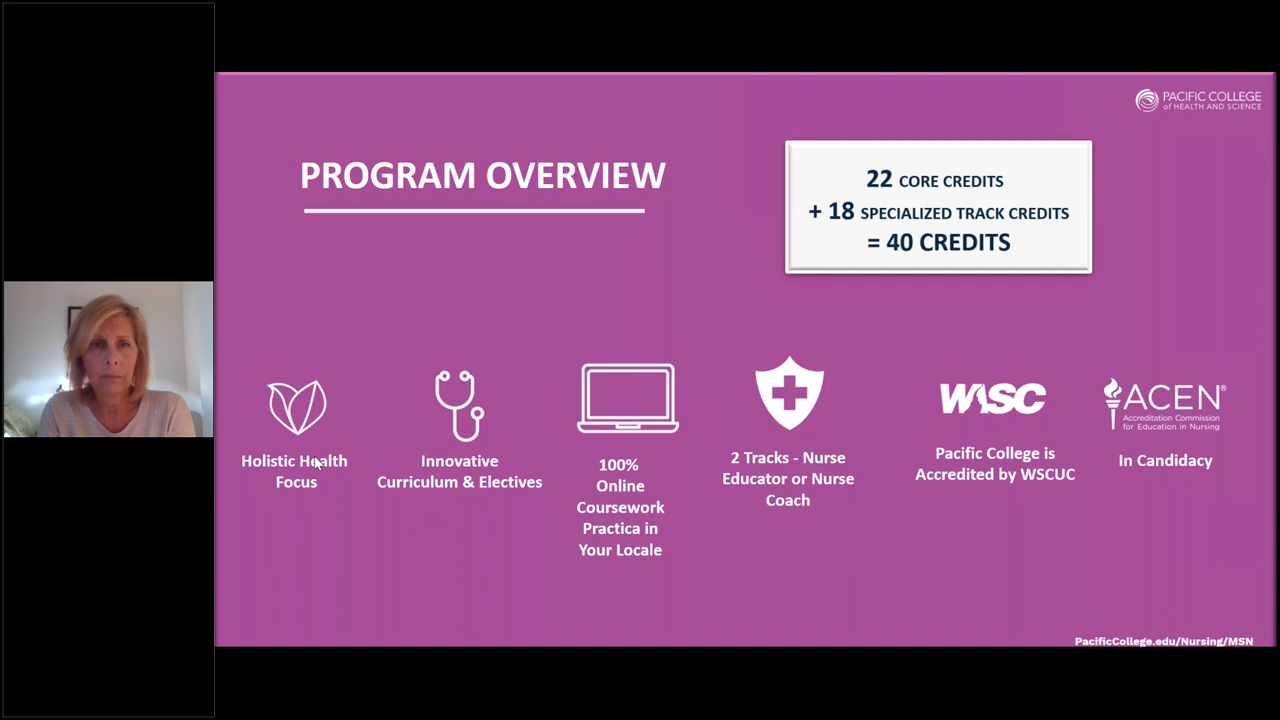 PACIFIC COLLEGE
of HEALTH AND SCIENCE
PROGRAM OVERVIEW
22 CORE CREDITS
+ 18 SPECIALIZED TRACK CREDITS
= 40 CREDITS
Holistic Health
Focus
Innovative
Curriculum & Electives
100%
Online
Coursework
Practica in
Your Locale
2 Tracks - Nurse
Educator or Nurse
Coach
WASC
Pacific College is
Accredited by WSCUC
ACEN®
Accreditation Commission
for Education in Nursing
In Candidacy
PacificCollege.edu/Nursing/MSN